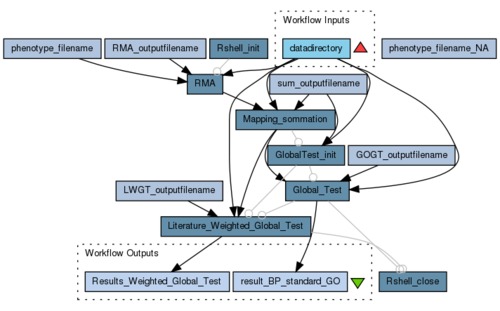 Workflow Inputs
phenotype_filename
RMA_outputfilename
Rshell_init
datadirectory
phenotype_filename_NA
RMA
sum_outputfilename
Mapping_sommation
GlobalTest_init
GOGT_outputfilename
LWGT_outputfilename
Global_Test
Literature_Weighted_Global_Test
Workflow Outputs
Results_Weighted_Global_Test
result_BP_standard_GO
Rshell_close